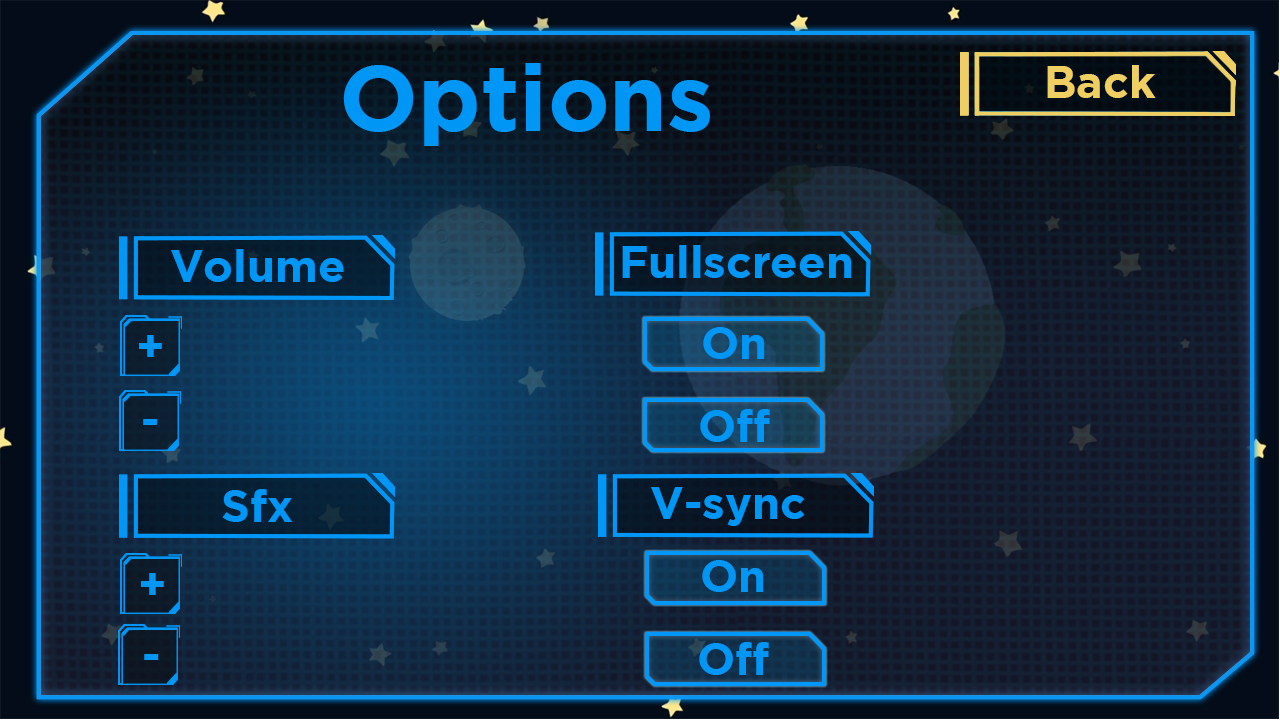 Options
Back
Volume
+
-
Sfx
+
-
Fullscreen
On
Off
V-sync
On
Off